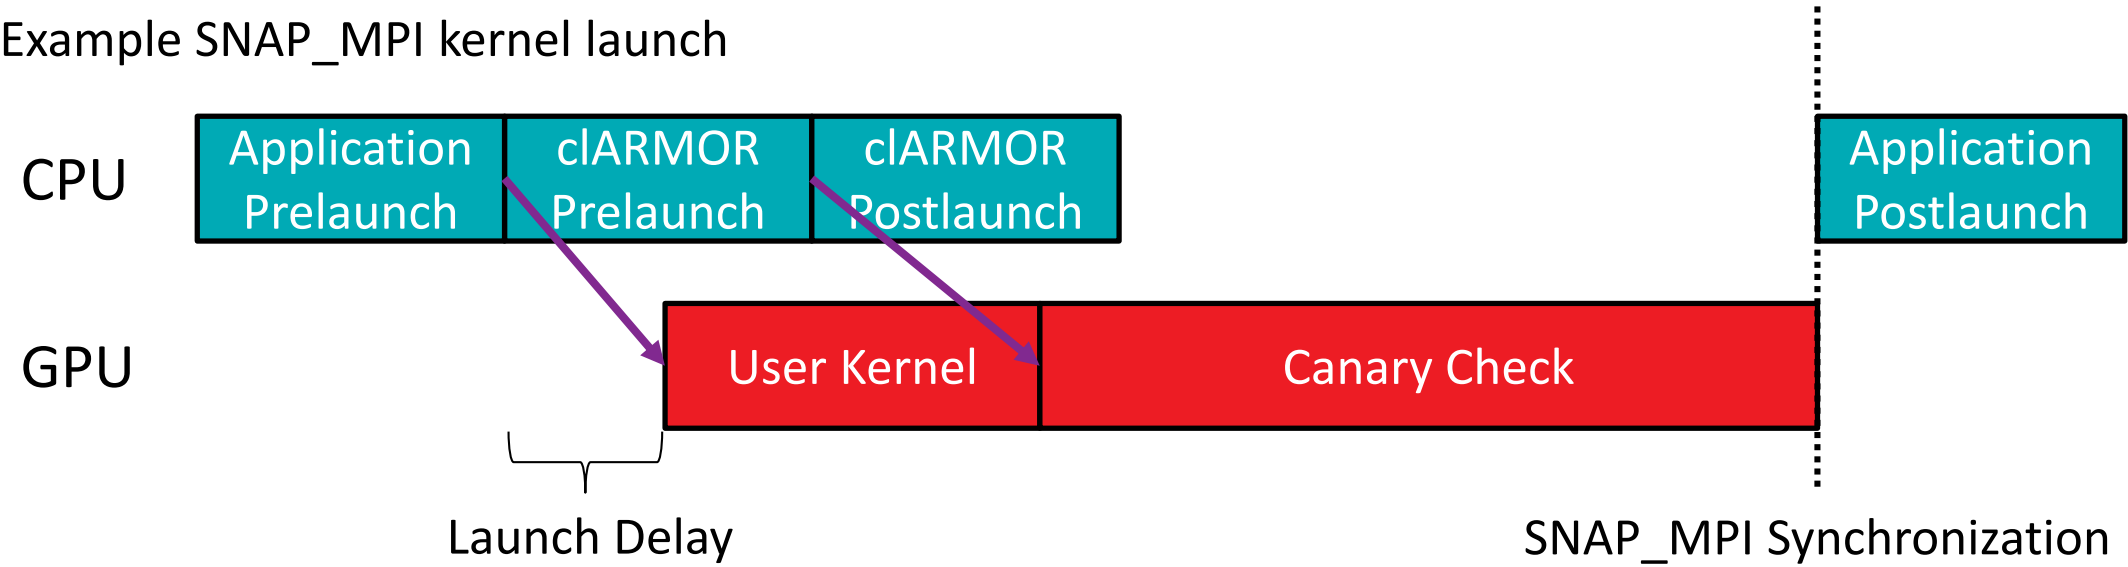 Example SNAP_MPI kernel launch
CPU
Application
Prelaunch
clARMOR
Prelaunch
clARMOR
Postlaunch
Application
Postlaunch
GPU
User Kernel
Canary Check
Launch Delay
SNAP_MPI Synchronization